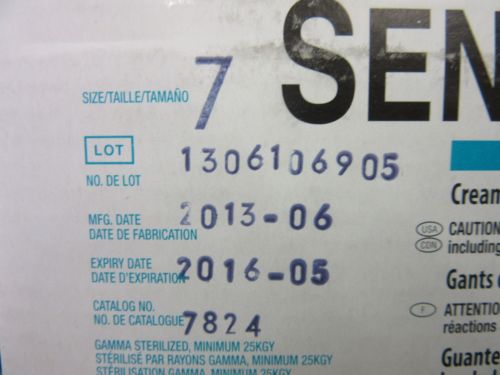 SEN
SIZE/TAILLE/TAMAÑO 7
LOT 1306106905
NO. DE LOT
MFG. DATE 2013-06
DATE DE FABRICATION
EXPIRY DATE 2016-05
DATE D'EXPIRATION
CATALOG NO. 7824
NO. DE CATALOGUE
GAMMA STERILIZED, MINIMUM 25KGY
STÉRILISÉ PAR RAYONS GAMMA, MINIMUM 25KGY
Cream
USA CAUTION
CDN including
Gants
F ATTENTIO
réactions
Guante